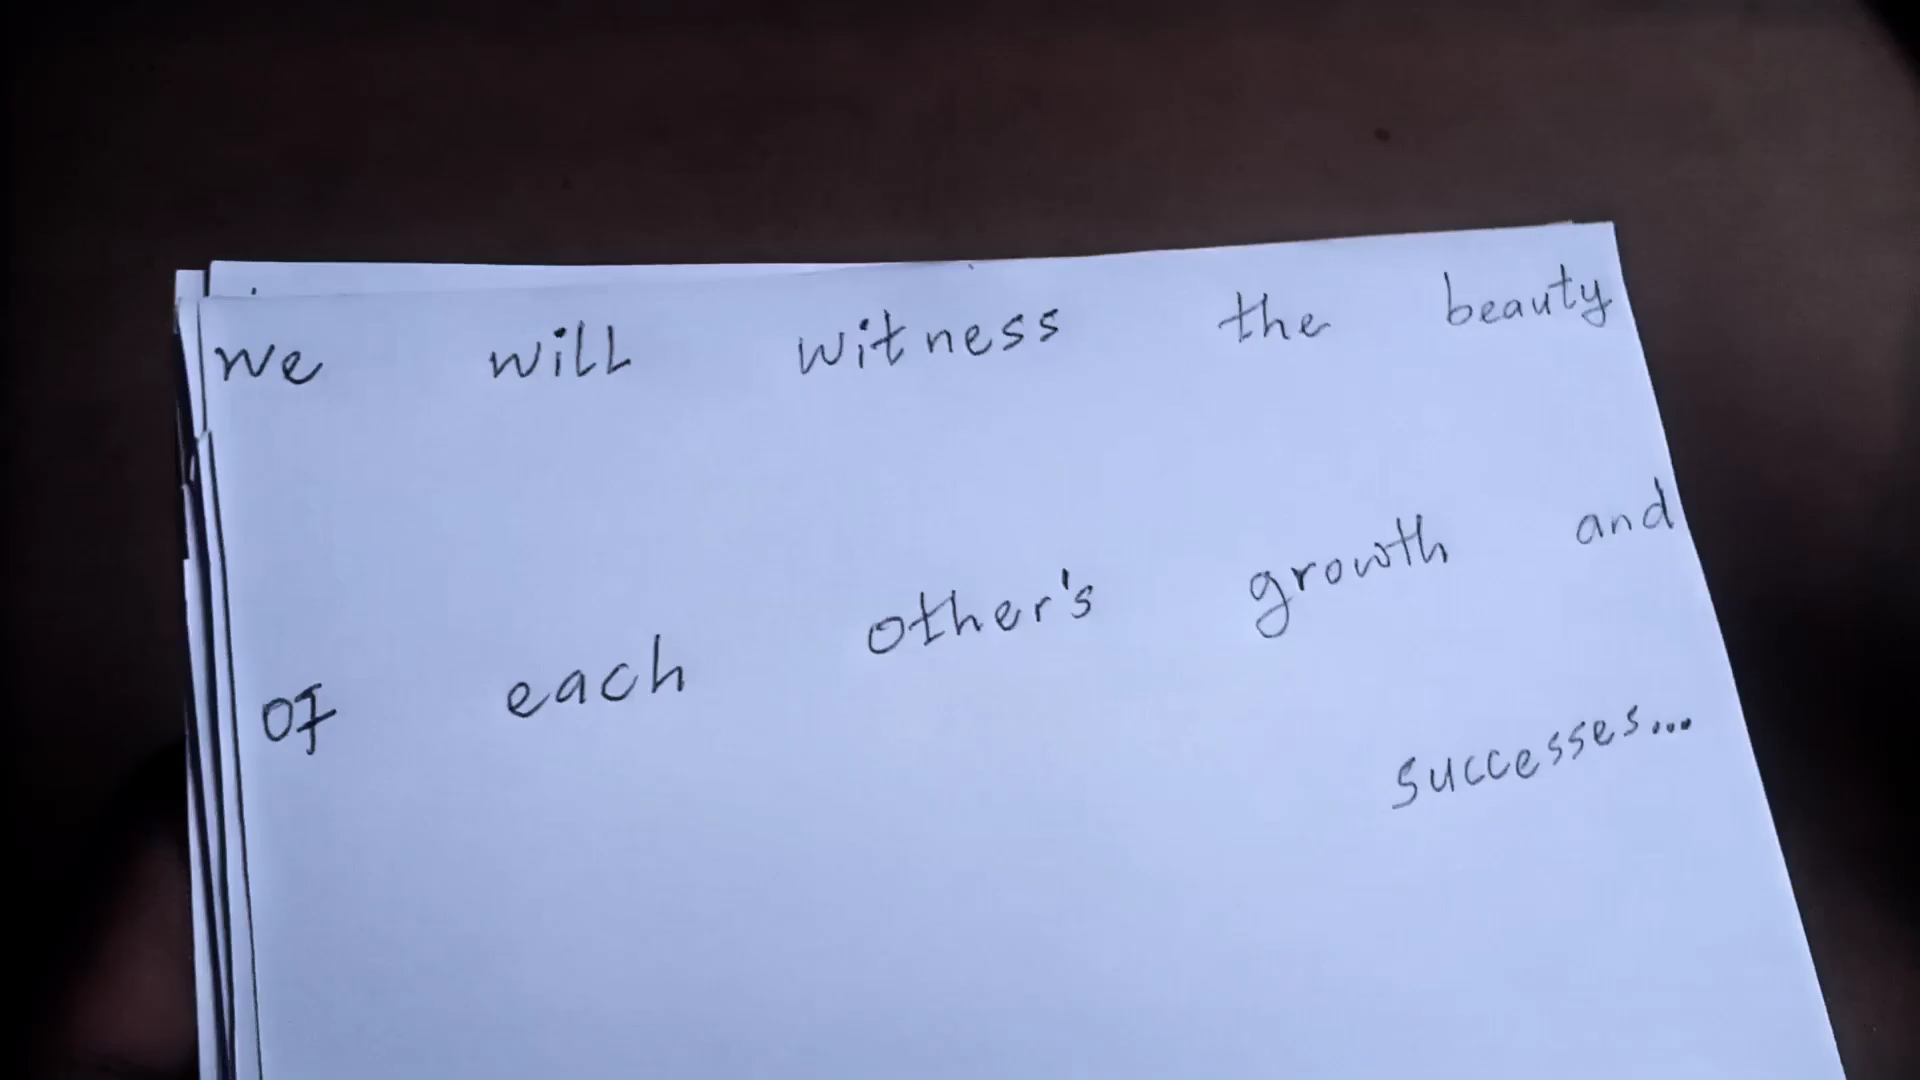 we will witness the beauty
of each other's growth and
successes...